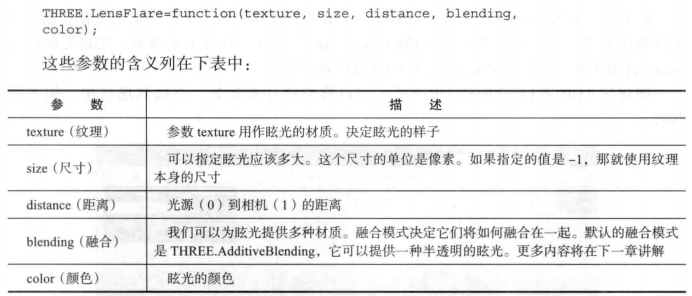 THREE.LensFlare=function(texture, size, distance, blending,
color);
这些参数的含义列在下表中：
参 数 描 述
texture（纹理） 参数 texture 用作眩光的材质。决定眩光的样子
size（尺寸） 可以指定眩光应该多大。这个尺寸的单位是像素。如果指定的值是 −1，那就使用纹理
本身的尺寸
distance（距离） 光源（0）到相机（1）的距离
blending（融合） 我们可以为眩光提供多种材质。融合模式决定它们将如何融合在一起。默认的融合模式
是 THREE.AdditiveBlending，它可以提供一种半透明的眩光。更多内容将在下一章讲解
color（颜色） 眩光的颜色